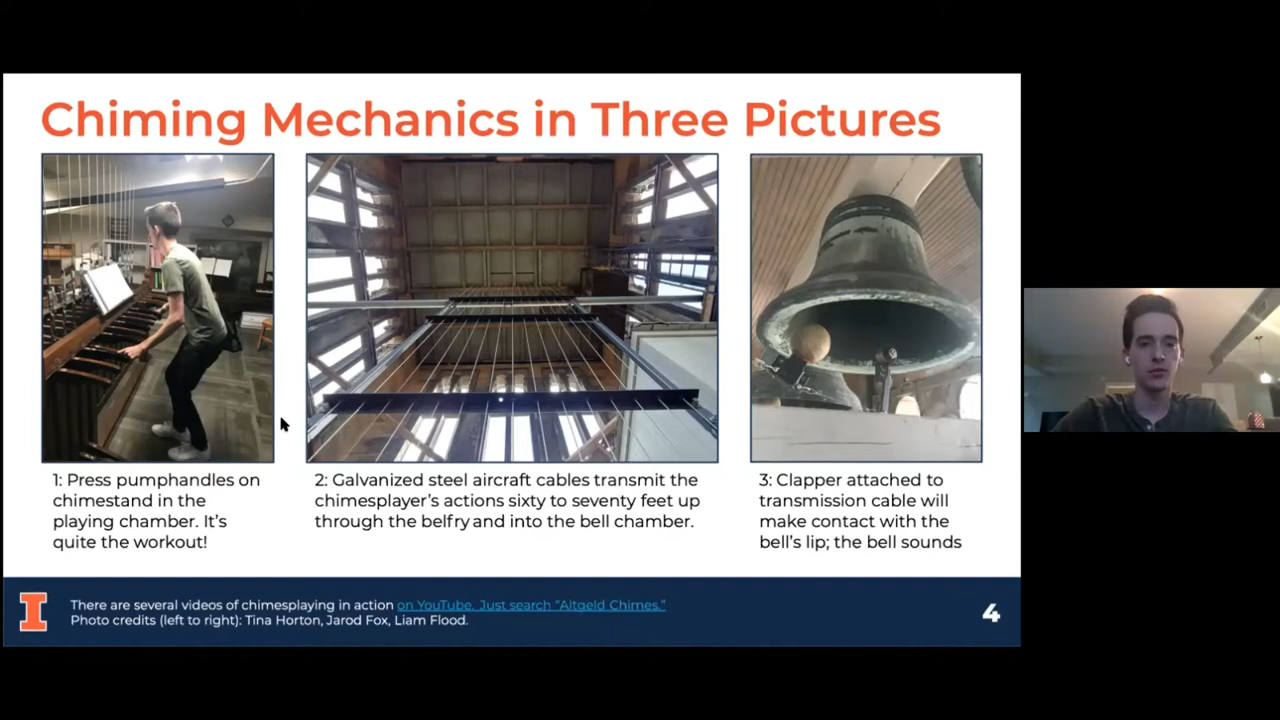 Chiming Mechanics in Three Pictures
1: Press pumphandles on
chimestand in the
playing chamber. It's
quite the workout!
2: Galvanized steel aircraft cables transmit the
chimesplayer's actions sixty to seventy feet up
through the belfry and into the bell chamber.
3: Clapper attached to
transmission cable will
make contact with the
bell's lip; the bell sounds
There are several videos of chimesplaying in action on YouTube. Just search "Altgeld Chimes."
Photo credits (left to right): Tina Horton, Jarod Fox, Liam Flood.
4